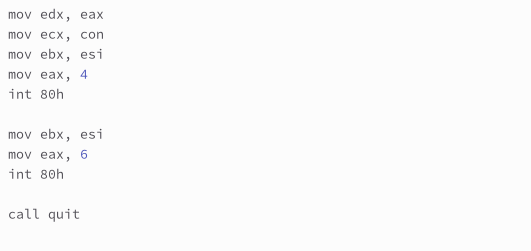 mov edx, eax
mov ecx, con
mov ebx, esi
mov eax, 4
int 80h

mov ebx, esi
mov eax, 6
int 80h

call quit